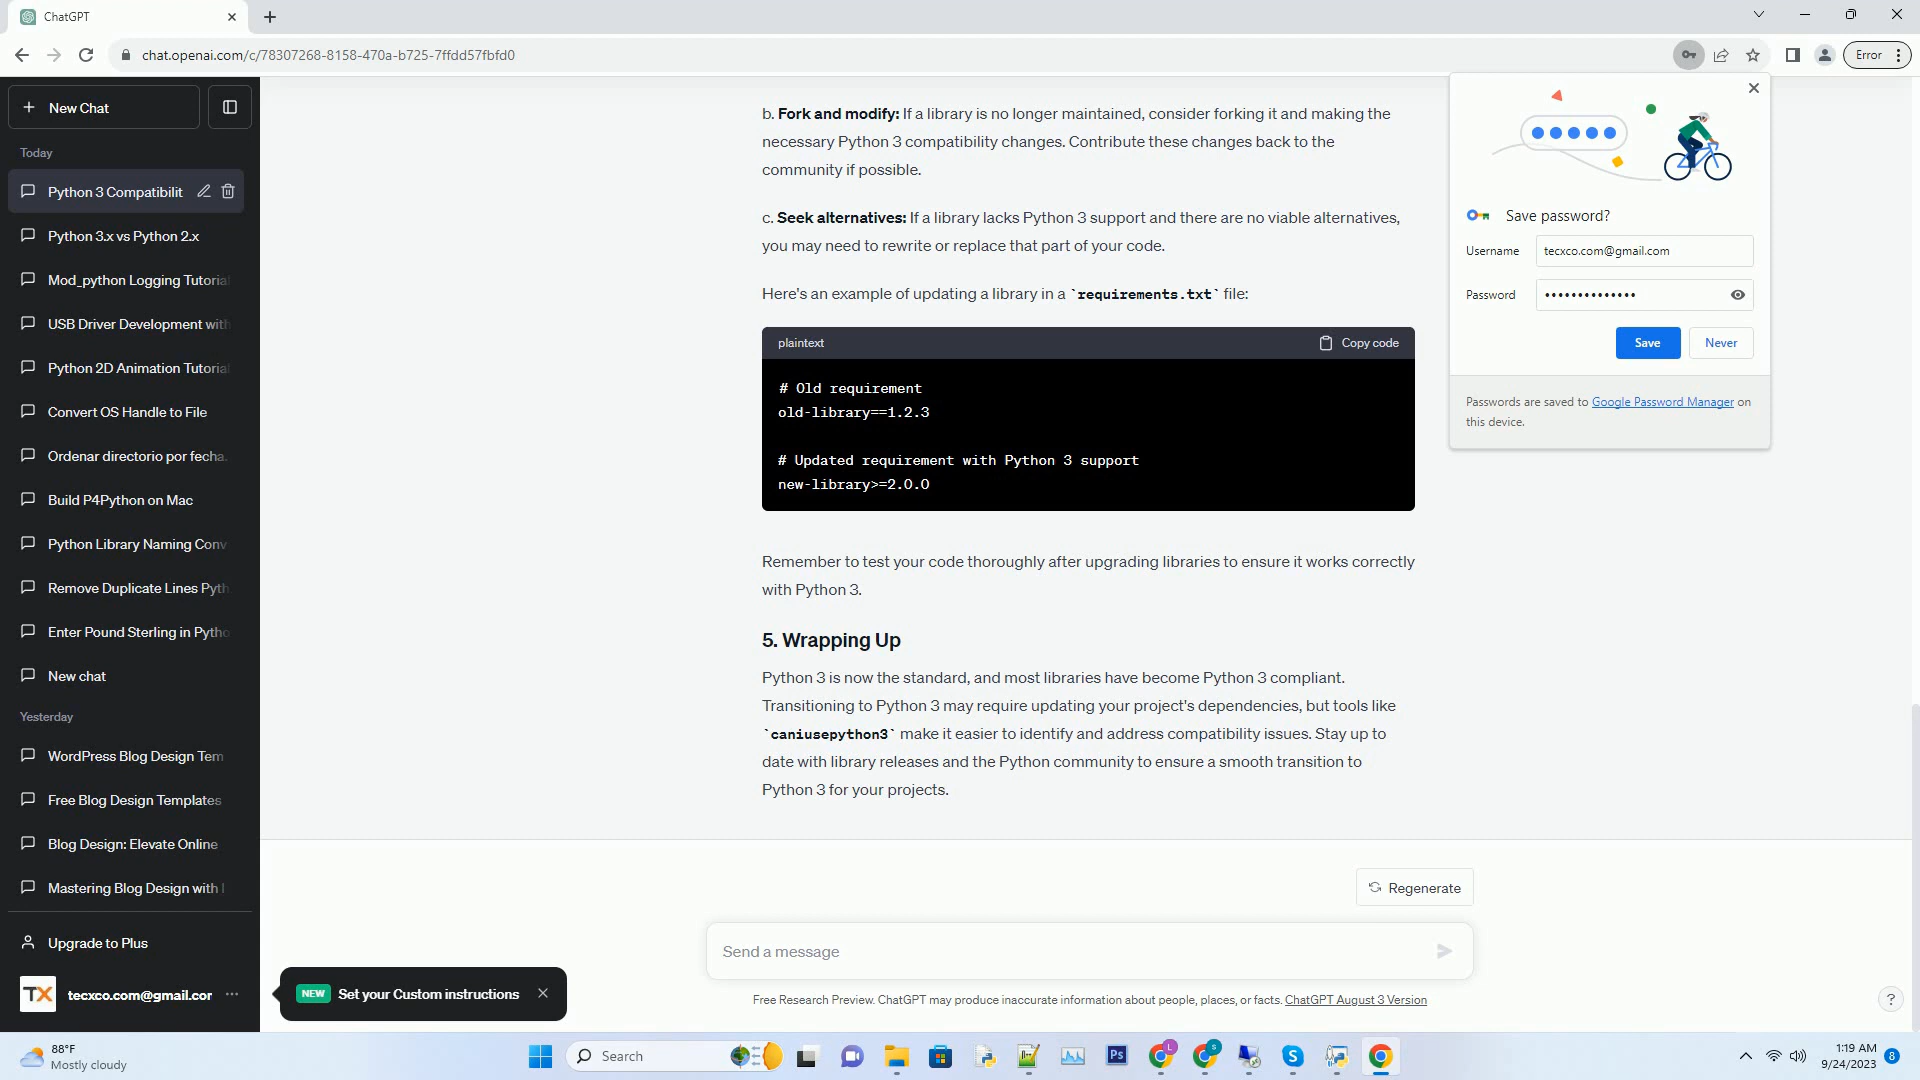 ChatGPT
chat.openai.com/c/78307268-8158-470a-b725-7ffdd57fbfd0
Error
New Chat
Today
Python 3 Compatibilit
Python 3.x vs Python 2.x
Mod_python Logging Tutorial
USB Driver Development with
Python 2D Animation Tutorial
Convert OS Handle to File
Ordenar directorio por fecha.
Build P4Python on Mac
Python Library Naming Conv
Remove Duplicate Lines Pyth
Enter Pound Sterling in Pytho
New chat
Yesterday
WordPress Blog Design Tem
Free Blog Design Templates
Blog Design: Elevate Online
Mastering Blog Design with
Upgrade to Plus
TX
tecxco.com@gmail.cor
b. Fork and modify: If a library is no longer maintained, consider forking it and making the
necessary Python 3 compatibility changes. Contribute these changes back to the
community if possible.
c. Seek alternatives: If a library lacks Python 3 support and there are no viable alternatives,
you may need to rewrite or replace that part of your code.
Here's an example of updating a library in a `requirements.txt` file:
plaintext
Copy code
# Old requirement
old-library==1.2.3
# Updated requirement with Python 3 support
new-library>=2.0.0
Remember to test your code thoroughly after upgrading libraries to ensure it works correctly
with Python 3.
5. Wrapping Up
Python 3 is now the standard, and most libraries have become Python 3 compliant.
Transitioning to Python 3 may require updating your project's dependencies, but tools like
`caniusepython3` make it easier to identify and address compatibility issues. Stay up to
date with library releases and the Python community to ensure a smooth transition to
Python 3 for your projects.
Regenerate
Send a message
Free Research Preview. ChatGPT may produce inaccurate information about people, places, or facts. ChatGPT August 3 Version
NEW Set your Custom instructions
?
Save password?
Username
tecxco.com@gmail.com
Password
••••••••••••••
Save
Never
Passwords are saved to Google Password Manager on
this device.
88°F
Mostly cloudy
Search
Ps
L
S
1:19 AM
9/24/2023
8